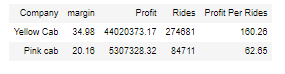 Company margin Profit Rides Profit Per Rides
Yellow Cab 34.98 44020373.17 274681 160.26
Pink cab 20.16 5307328.32 84711 62.65